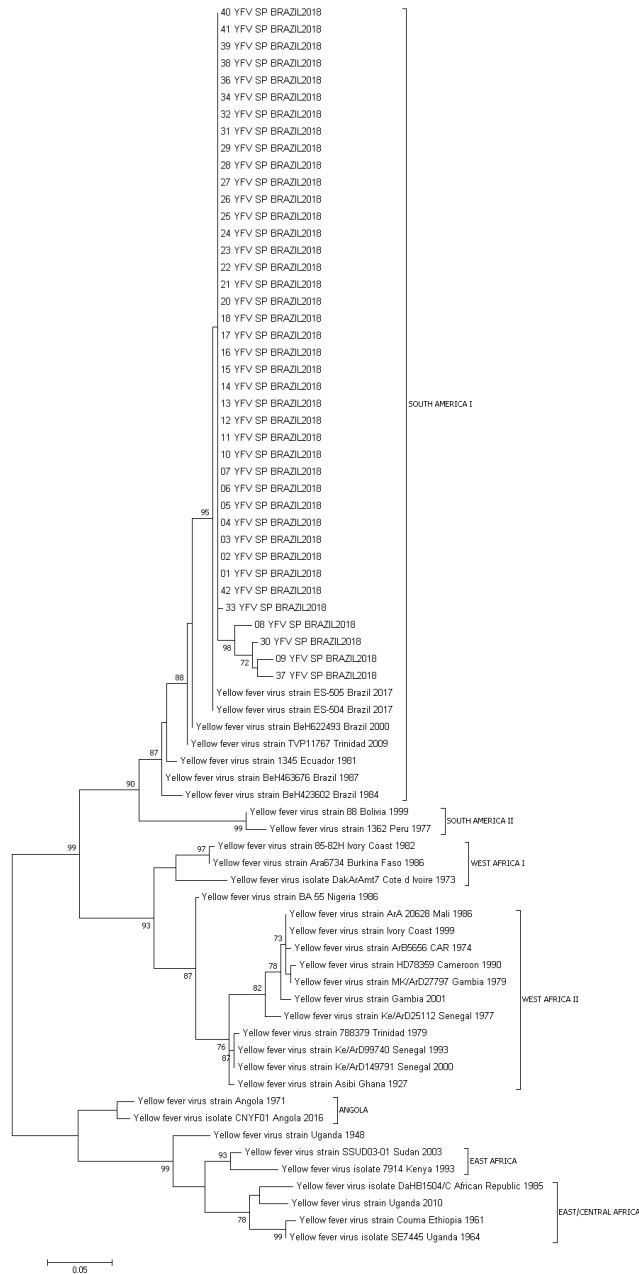 40 YFV SP BRAZIL2018
41 YFV SP BRAZIL2018
39 YFV SP BRAZIL2018
38 YFV SP BRAZIL2018
36 YFV SP BRAZIL2018
34 YFV SP BRAZIL2018
32 YFV SP BRAZIL2018
31 YFV SP BRAZIL2018
29 YFV SP BRAZIL2018
28 YFV SP BRAZIL2018
27 YFV SP BRAZIL2018
26 YFV SP BRAZIL2018
25 YFV SP BRAZIL2018
24 YFV SP BRAZIL2018
23 YFV SP BRAZIL2018
22 YFV SP BRAZIL2018
21 YFV SP BRAZIL2018
20 YFV SP BRAZIL2018
18 YFV SP BRAZIL2018
17 YFV SP BRAZIL2018
16 YFV SP BRAZIL2018
15 YFV SP BRAZIL2018
14 YFV SP BRAZIL2018
13 YFV SP BRAZIL2018
SOUTH AMERICA I
12 YFV SP BRAZIL2018
11 YFV SP BRAZIL2018
10 YFV SP BRAZIL2018
07 YFV SP BRAZIL2018
06 YFV SP BRAZIL2018
05 YFV SP BRAZIL2018
95
04 YFV SP BRAZIL2018
03 YFV SP BRAZIL2018
02 YFV SP BRAZIL2018
01 YFV SP BRAZIL2018
42 YFV SP BRAZIL2018
33 YFV SP BRAZIL2018
08 YFV SP BRAZIL2018
98
30 YFV SP BRAZIL2018
72
09 YFV SP BRAZIL2018
37 YFV SP BRAZIL2018
88
Yellow fever virus strain ES-505 Brazil 2017
Yellow fever virus strain ES-504 Brazil 2017
Yellow fever virus strain BeH622493 Brazil 2000
Yellow fever virus strain TVP11767 Trinidad 2009
87
Yellow fever virus strain 1345 Ecuador 1981
Yellow fever virus strain BeH463676 Brazil 1987
90
Yellow fever virus strain BeH423602 Brazil 1984
Yellow fever virus strain 88 Bolivia 1999
SOUTH AMERICA II
99
Yellow fever virus strain 1362 Peru 1977
99
97
Yellow fever virus strain 85-82H Ivory Coast 1982
Yellow fever virus strain Ara6734 Burkina Faso 1986
WEST AFRICA I
Yellow fever virus isolate DakArAmt7 Cote d Ivoire 1973
93
Yellow fever virus strain BA 55 Nigeria 1986
Yellow fever virus strain ArA 20628 Mali 1986
73
Yellow fever virus strain Ivory Coast 1999
Yellow fever virus strain ArB5656 CAR 1974
78
Yellow fever virus strain HD78359 Cameroon 1990
87
Yellow fever virus strain MK/ArD27797 Gambia 1979
82
Yellow fever virus strain Gambia 2001
WEST AFRICA II
Yellow fever virus strain Ke/ArD25112 Senegal 1977
Yellow fever virus strain 788379 Trinidad 1979
76
Yellow fever virus strain Ke/ArD99740 Senegal 1993
87
Yellow fever virus strain Ke/ArD149791 Senegal 2000
Yellow fever virus strain Asibi Ghana 1927
Yellow fever virus strain Angola 1971
ANGOLA
Yellow fever virus isolate CNYF01 Angola 2016
Yellow fever virus strain Uganda 1948
99
93
Yellow fever virus strain SSUD03-01 Sudan 2003
EAST AFRICA
Yellow fever virus isolate 7914 Kenya 1993
Yellow fever virus isolate DaHB1504/C African Republic 1985
Yellow fever virus strain Uganda 2010
EAST/CENTRAL AFRICA
78
Yellow fever virus strain Couma Ethiopia 1961
99
Yellow fever virus isolate SE7445 Uganda 1964
0.05